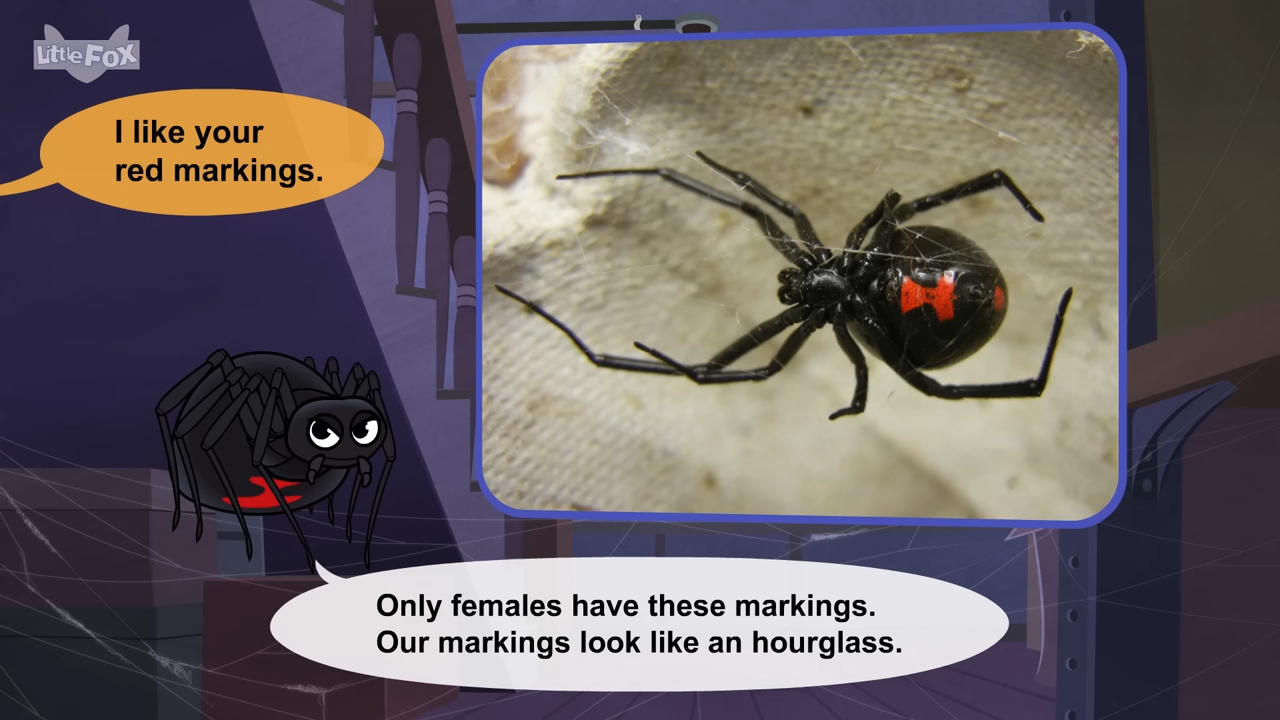 Little Fox
I like your
red markings.
Only females have these markings.
Our markings look like an hourglass.